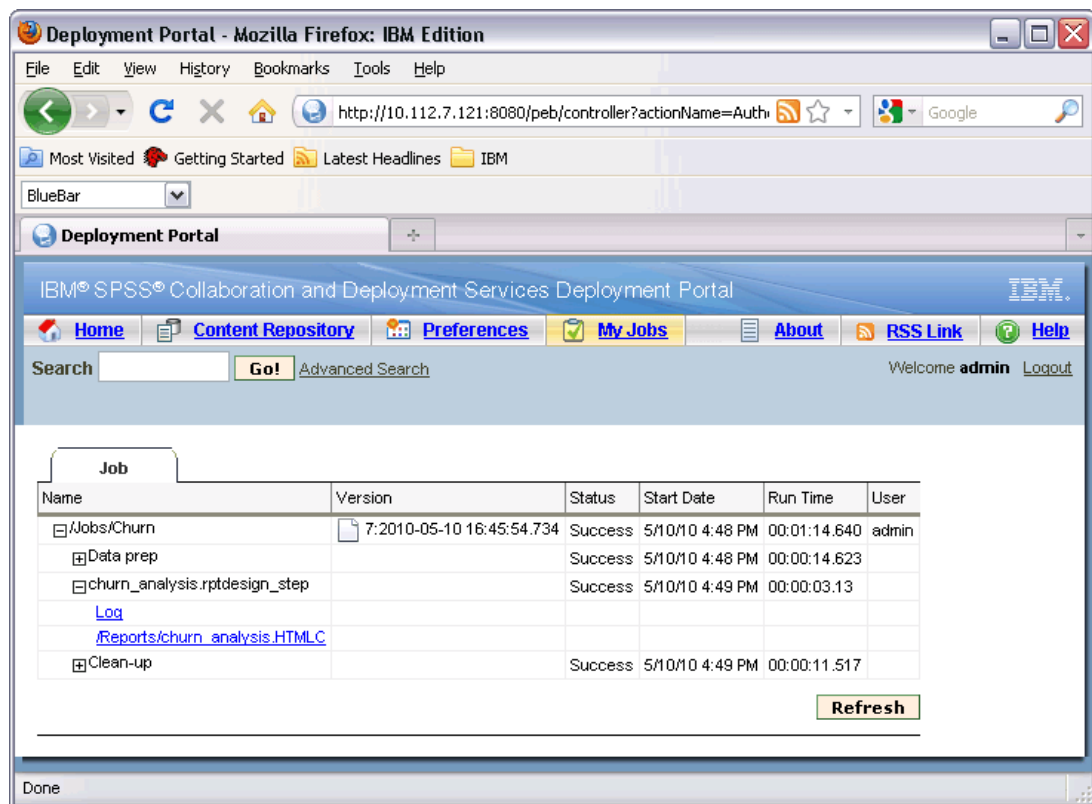 Deployment Portal - Mozilla Firefox: IBM Edition
File Edit View History Bookmarks Tools Help
http://10.112.7.121:8080/peb/controller?actionName=Auth Google
Most Visited Getting Started Latest Headlines IBM
BlueBar
Deployment Portal
IBM® SPSS® Collaboration and Deployment Services Deployment Portal IBM.
Home Content Repository Preferences My Jobs About RSS Link Help
Search Go! Advanced Search Welcome admin Logout
Job
Name Version Status Start Date Run Time User
/Jobs/Churn 7:2010-05-10 16:45:54.734 Success 5/10/10 4:48 PM 00:01:14.640 admin
Data prep Success 5/10/10 4:48 PM 00:00:14.623
churn_analysis.rptdesign_step Success 5/10/10 4:49 PM 00:00:03.13
Log
/Reports/churn_analysis.HTMLC
Clean-up Success 5/10/10 4:49 PM 00:00:11.517
Refresh
Done